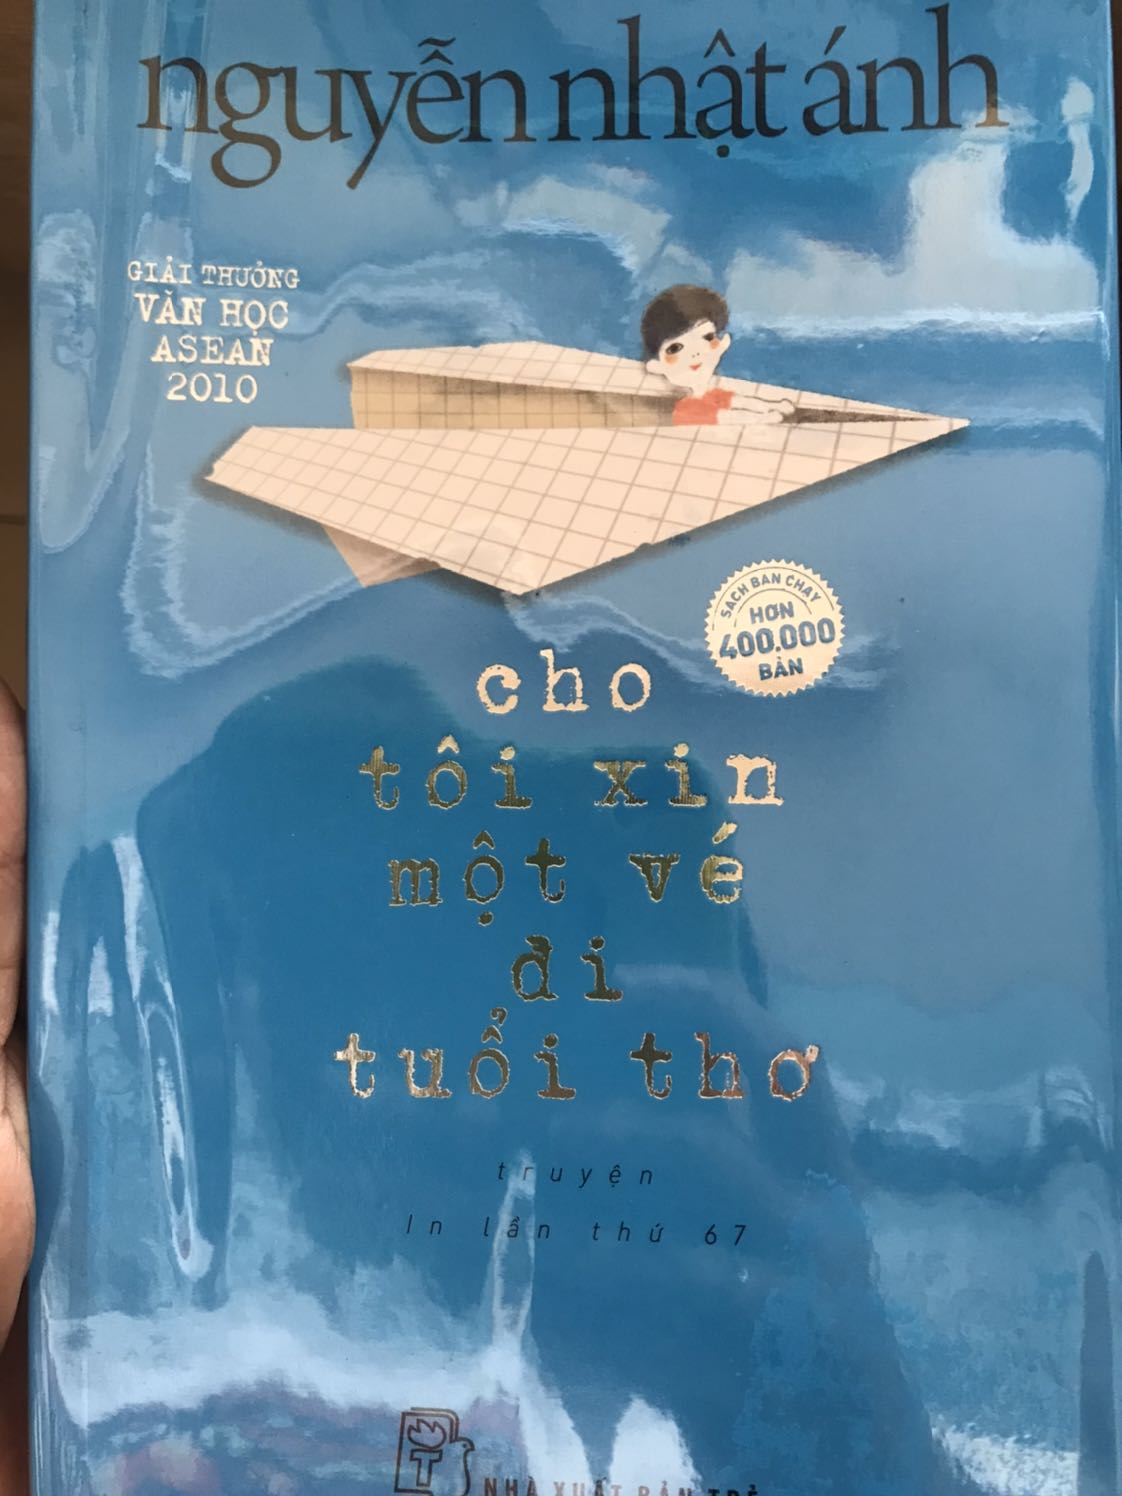 nguyễn nhật ánh
GIẢI THƯỞNG
VĂN HỌC
ASEAN
2010
SÁCH BÁN CHẠY
HƠN
400.000
BẢN
cho
tôi xin
một vé
đi
tuổi thơ
truyện
In lần thứ 67
T
NHÀ XUẤT BẢN TRẺ